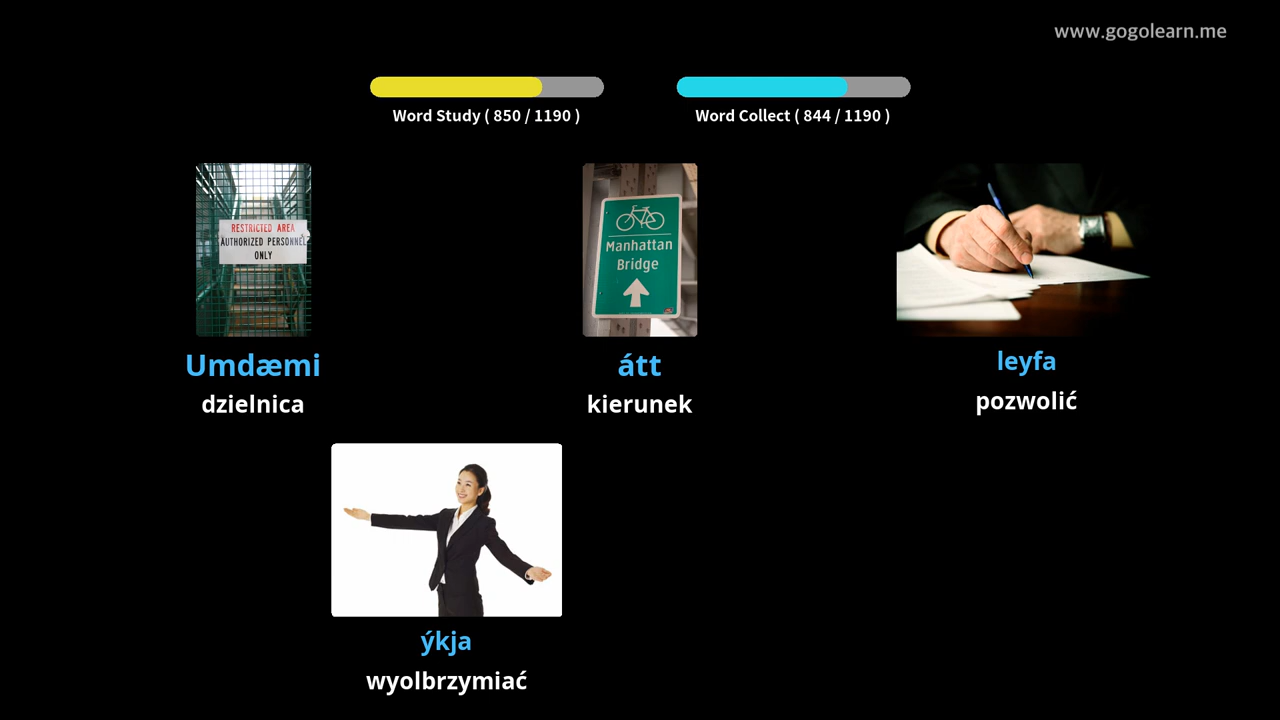 www.gogolearn.me
Word Study ( 850 / 1190 )
Word Collect ( 844 / 1190 )
RESTRICTED AREA
AUTHORIZED PERSONNEL
ONLY
Manhattan
Bridge
Umdæmi
átt
leyfa
dzielnica
kierunek
pozwolić
ýkja
wyolbrzymiać